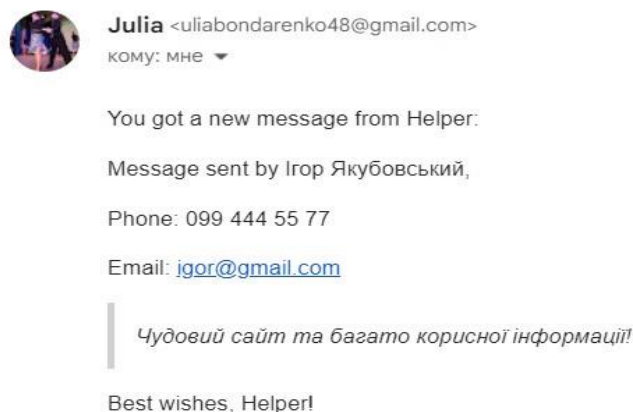 Julia <uliabondarenko48@gmail.com>
кому: мне
You got a new message from Helper:
Message sent by Ігор Якубовський,
Phone: 099 444 55 77
Email: igor@gmail.com
Чудовий сайт та багато корисної інформації!
Best wishes, Helper!